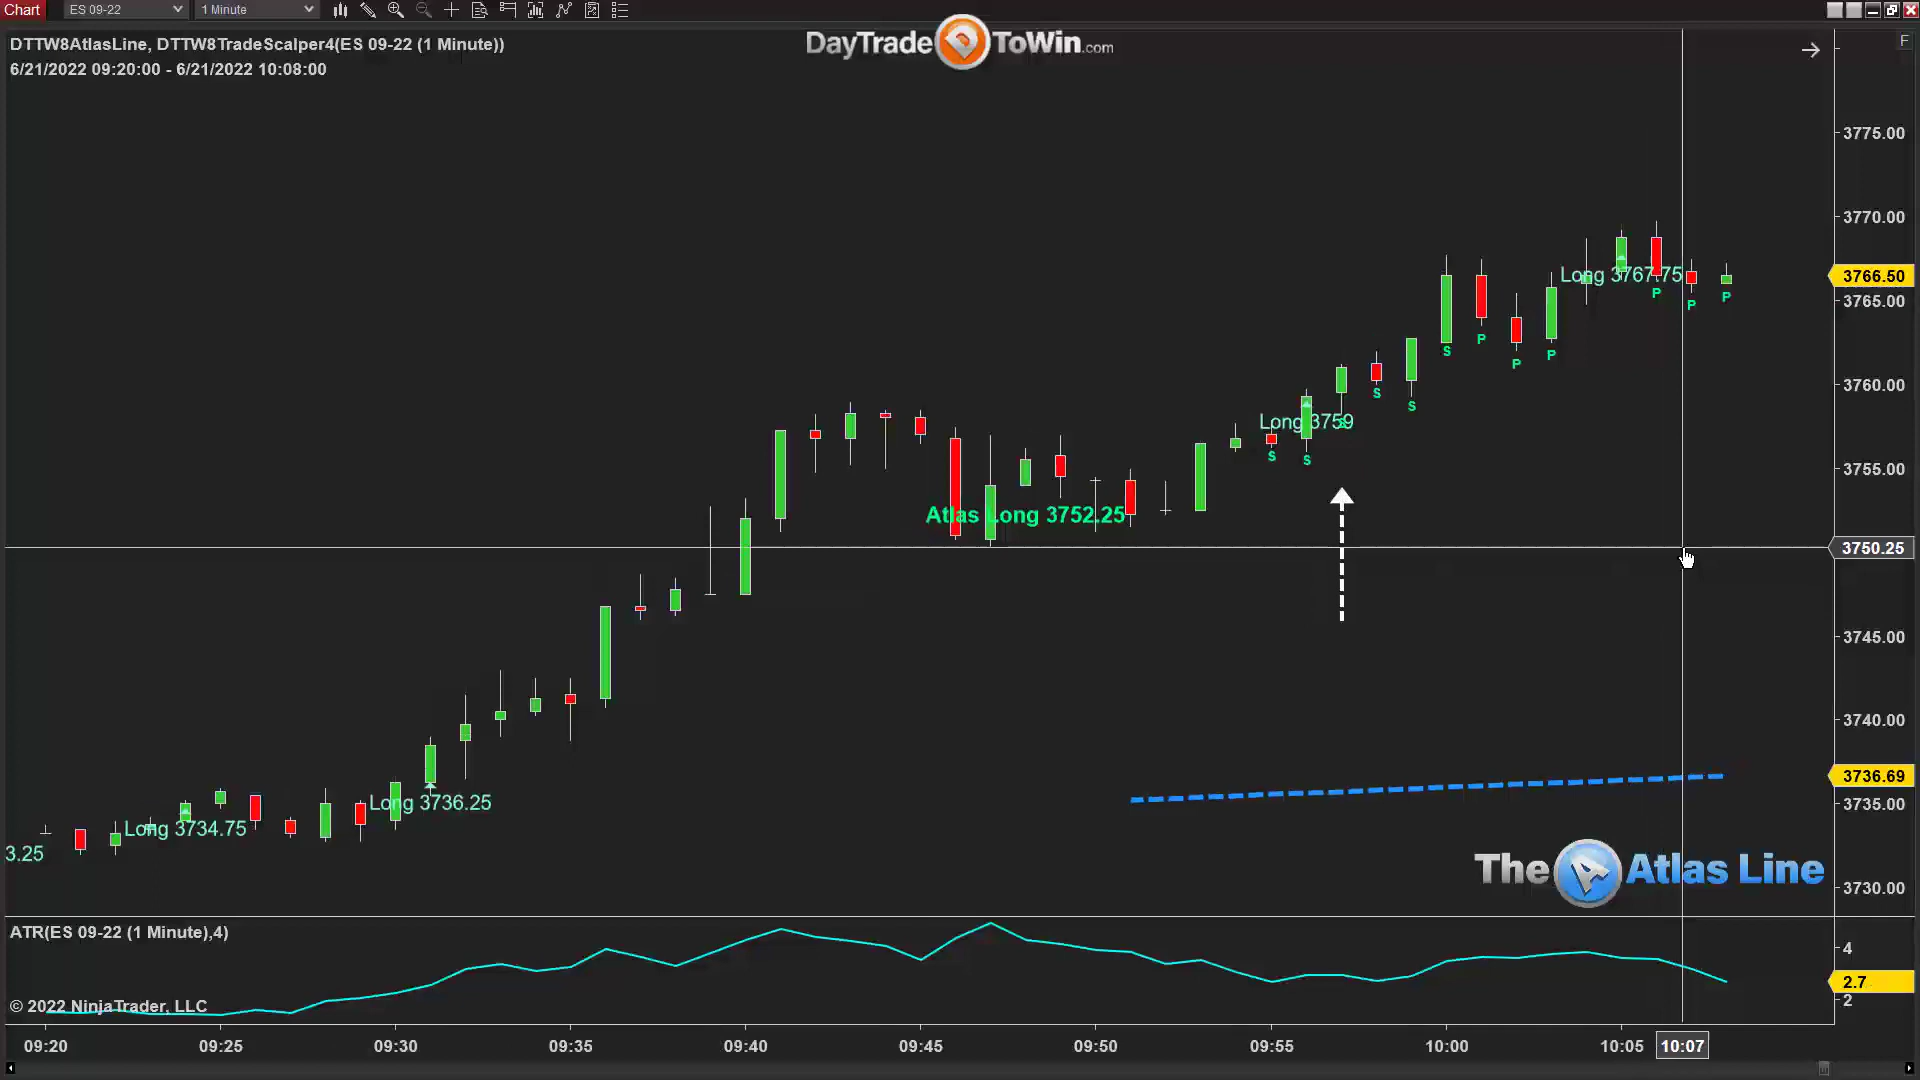 Chart ES 09-22 1 Minute
DTTW8AtlasLine, DTTW8TradeScalper4(ES 09-22 (1 Minute))
6/21/2022 09:20:00 - 6/21/2022 10:08:00
DayTradeToWin.com
F
3775.00
3770.00
Long 3767.75
3766.50
3765.00
P P P
S P P P
3760.00
S S
Long 3759
S
S S
3755.00
Atlas Long 3752.25
3750.25
3745.00
3740.00
3736.69
3735.00
Long 3736.25
Long 3734.75
3.25
The Atlas Line
3730.00
ATR(ES 09-22 (1 Minute),4)
4
2.7
2
© 2022 NinjaTrader, LLC
09:20 09:25 09:30 09:35 09:40 09:45 09:50 09:55 10:00 10:05 10:07